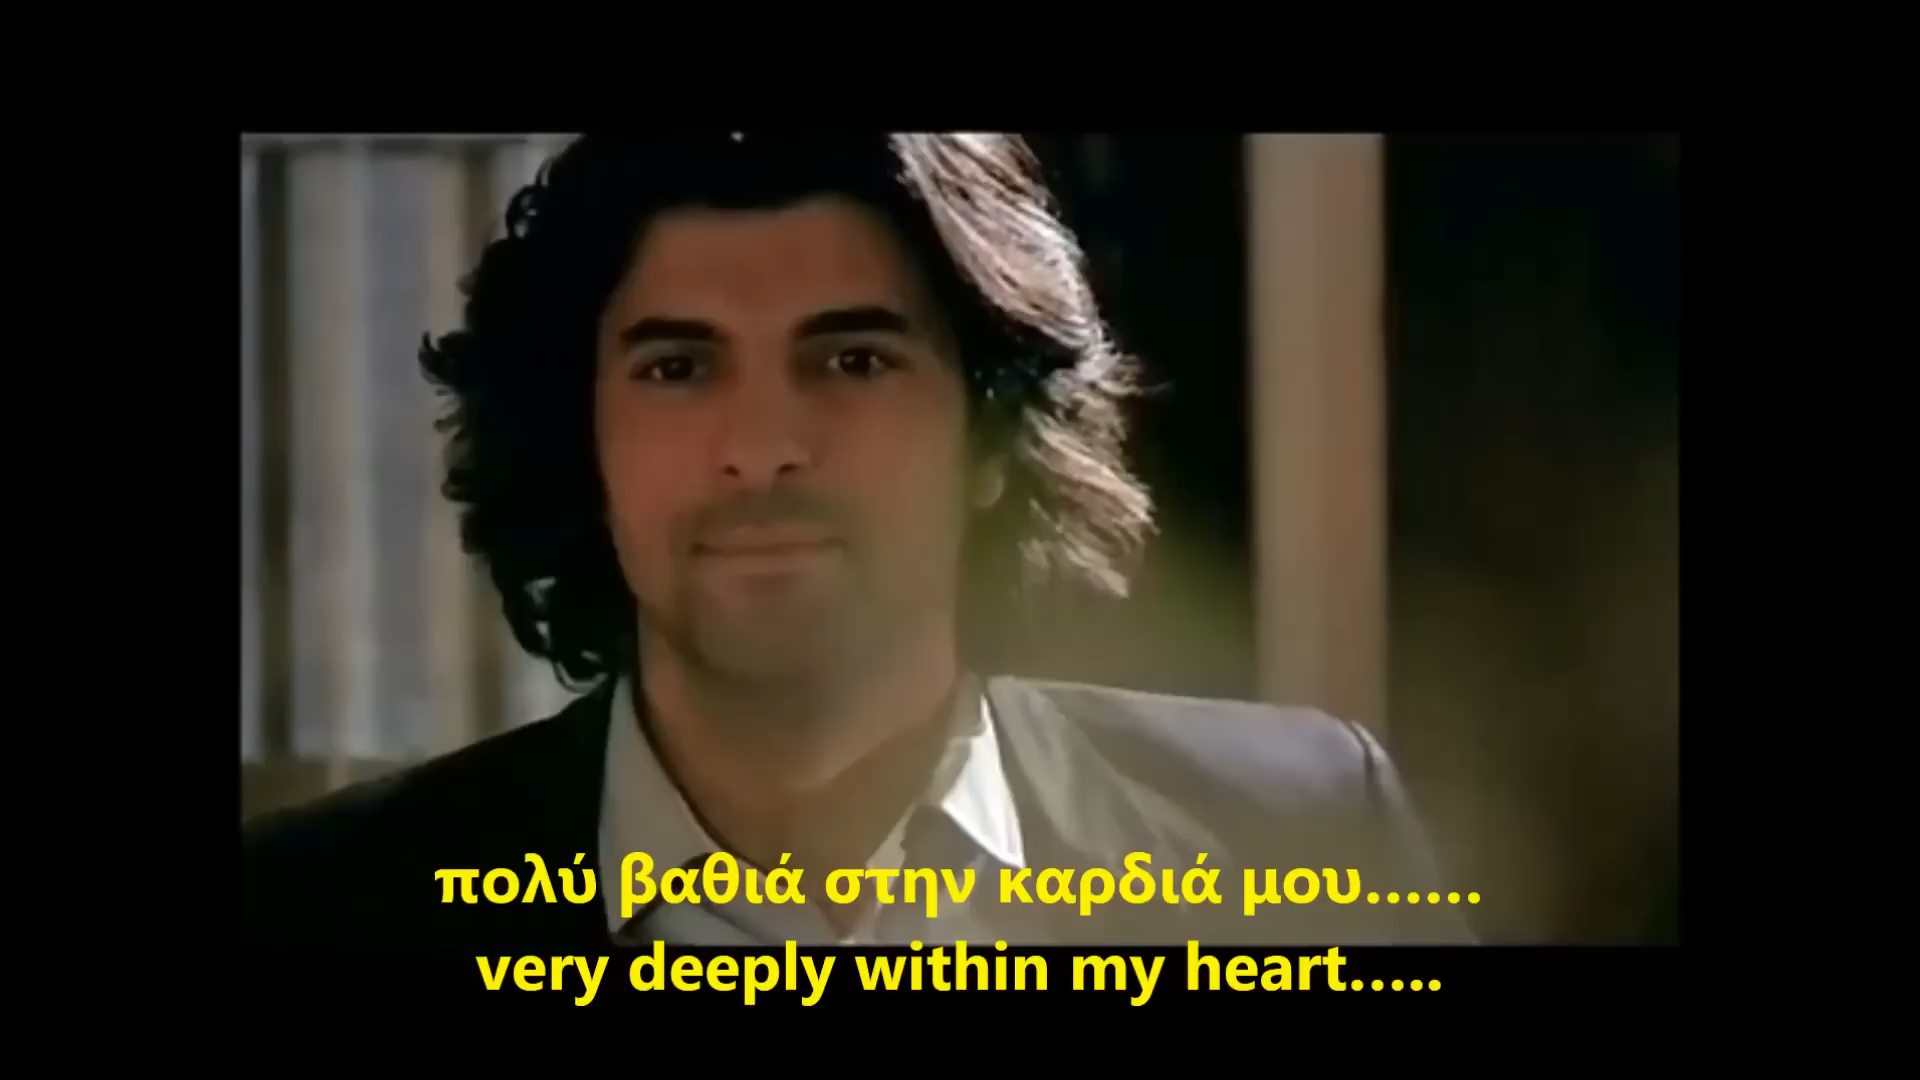 πολύ βαθιά στην καρδιά μου......
very deeply within my heart.....